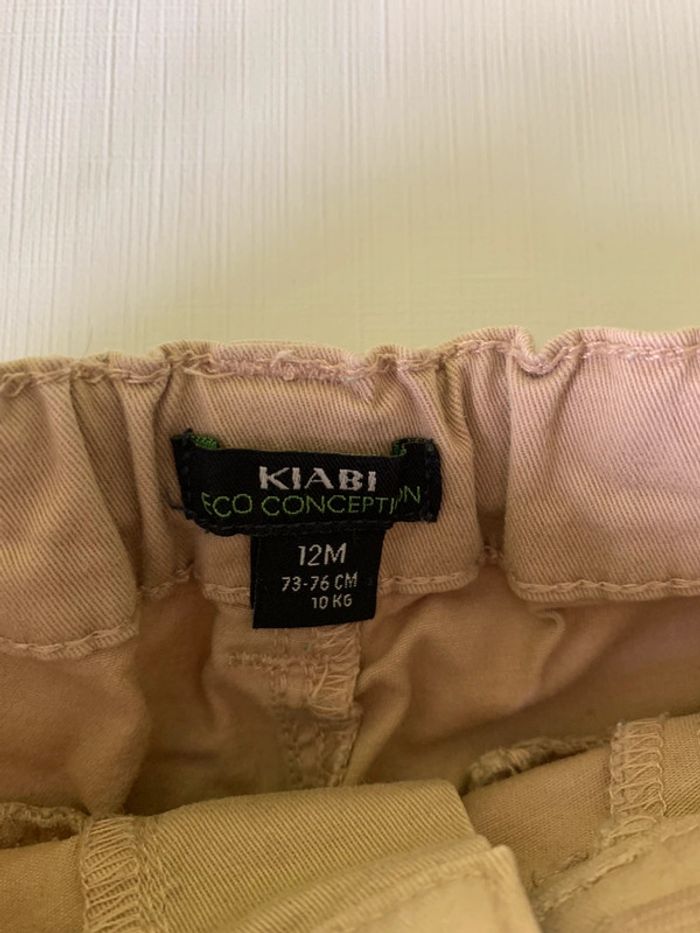 KIABI
ECO CONCEPTION
12M
73-76 CM
10 KG